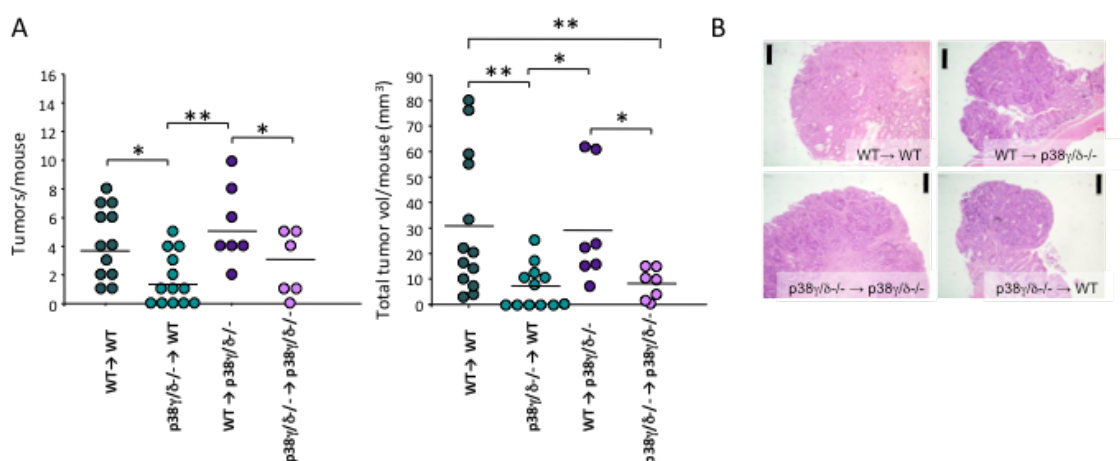 A
B
Tumors/mouse
16
14
12
10
8
6
4
2
0
*
**
*
WT→ WT
p38γ/δ-/- → WT
WT → p38γ/δ-/-
p38γ/δ-/- → p38γ/δ-/-
Total tumor vol/mouse (mm³)
90
80
70
60
50
40
30
20
10
0
**
**
*
*
WT→ WT
p38γ/δ-/- → WT
WT → p38γ/δ-/-
p38γ/δ-/- → p38γ/δ-/-
WT→ WT
WT → p38γ/δ-/-
p38γ/δ-/- → p38γ/δ-/-
p38γ/δ-/- → WT